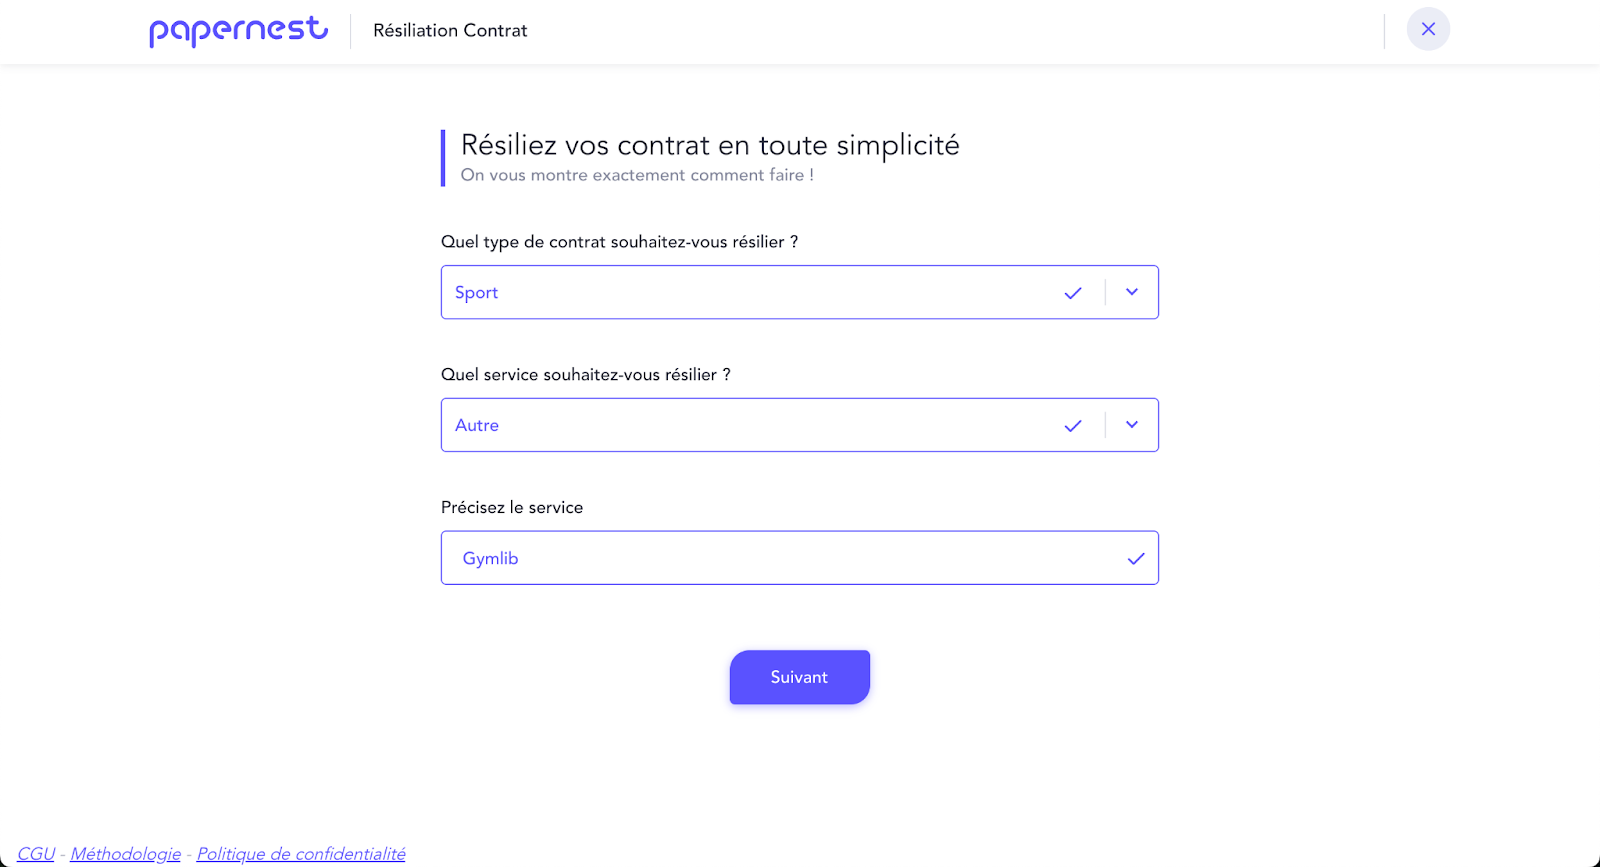 papernest
Résiliation Contrat
Résiliez vos contrat en toute simplicité
On vous montre exactement comment faire !
Quel type de contrat souhaitez-vous résilier ?
Sport
Quel service souhaitez-vous résilier ?
Autre
Précisez le service
Gymlib
Suivant
CGU - Méthodologie - Politique de confidentialité